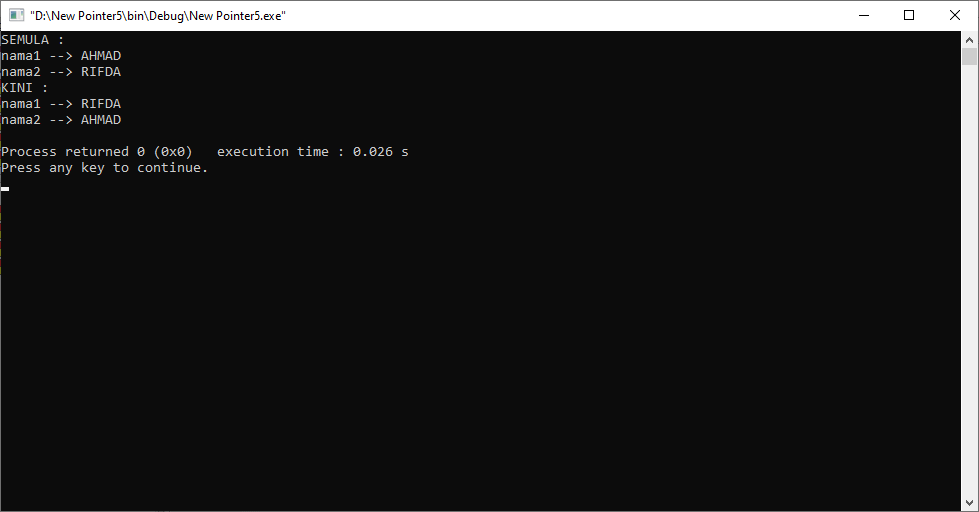 "D:\New Pointer5\bin\Debug\New Pointer5.exe"
SEMULA :
nama1 --> AHMAD
nama2 --> RIFDA
KINI :
nama1 --> RIFDA
nama2 --> AHMAD
Process returned 0 (0x0)   execution time : 0.026 s
Press any key to continue.